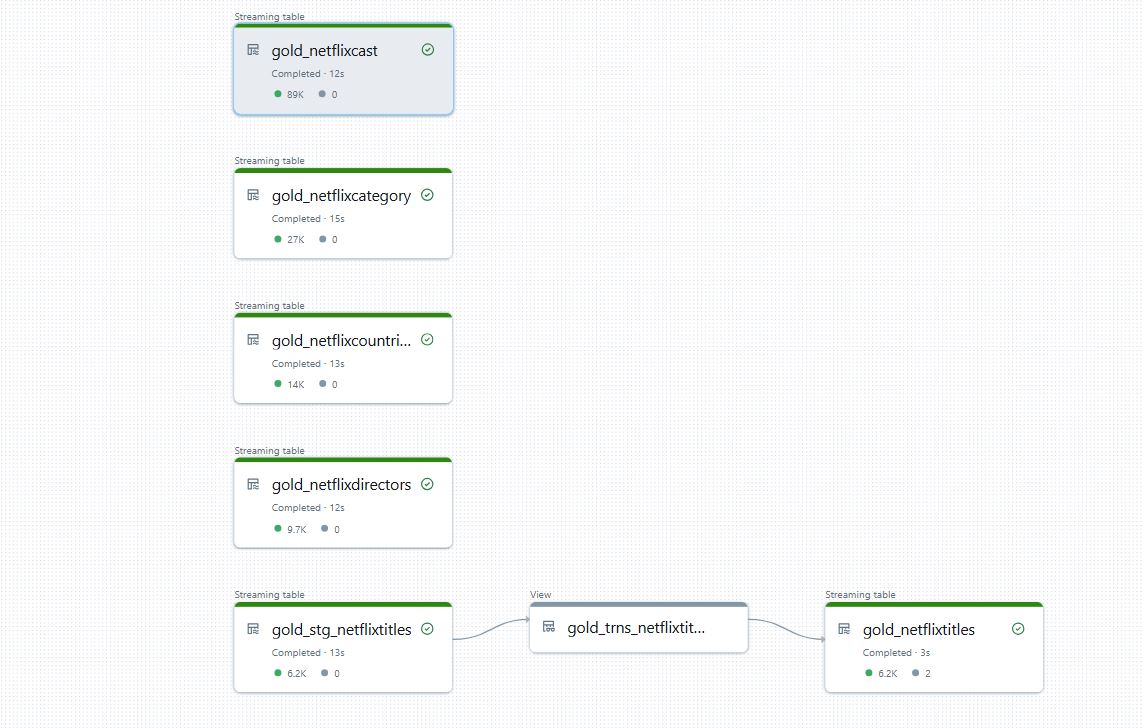 Streaming table
gold_netflixcast
Completed · 12s
89K 0
Streaming table
gold_netflixcategory
Completed · 15s
27K 0
Streaming table
gold_netflixcountri...
Completed · 13s
14K 0
Streaming table
gold_netflixdirectors
Completed · 12s
9.7K 0
Streaming table
gold_stg_netflixtitles
Completed · 13s
6.2K 0
View
gold_trns_netflixtit...
Streaming table
gold_netflixtitles
Completed · 3s
6.2K 2